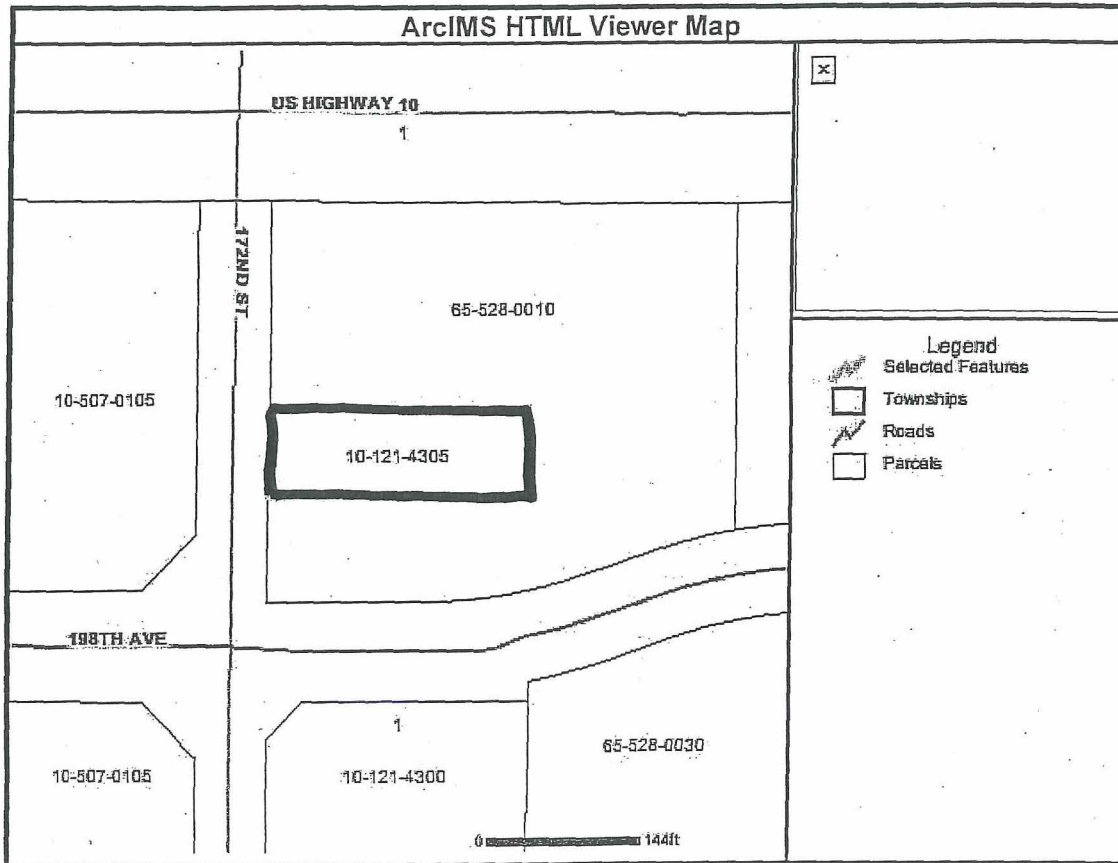 ArcIMS HTML Viewer Map
US HIGHWAY 10
1
172ND ST
65-528-0010
10-507-0105
10-121-4305
198TH AVE
1
65-528-0030
10-507-0105
10-121-4300
0 144ft
Legend
Selected Features
Townships
Roads
Parcels